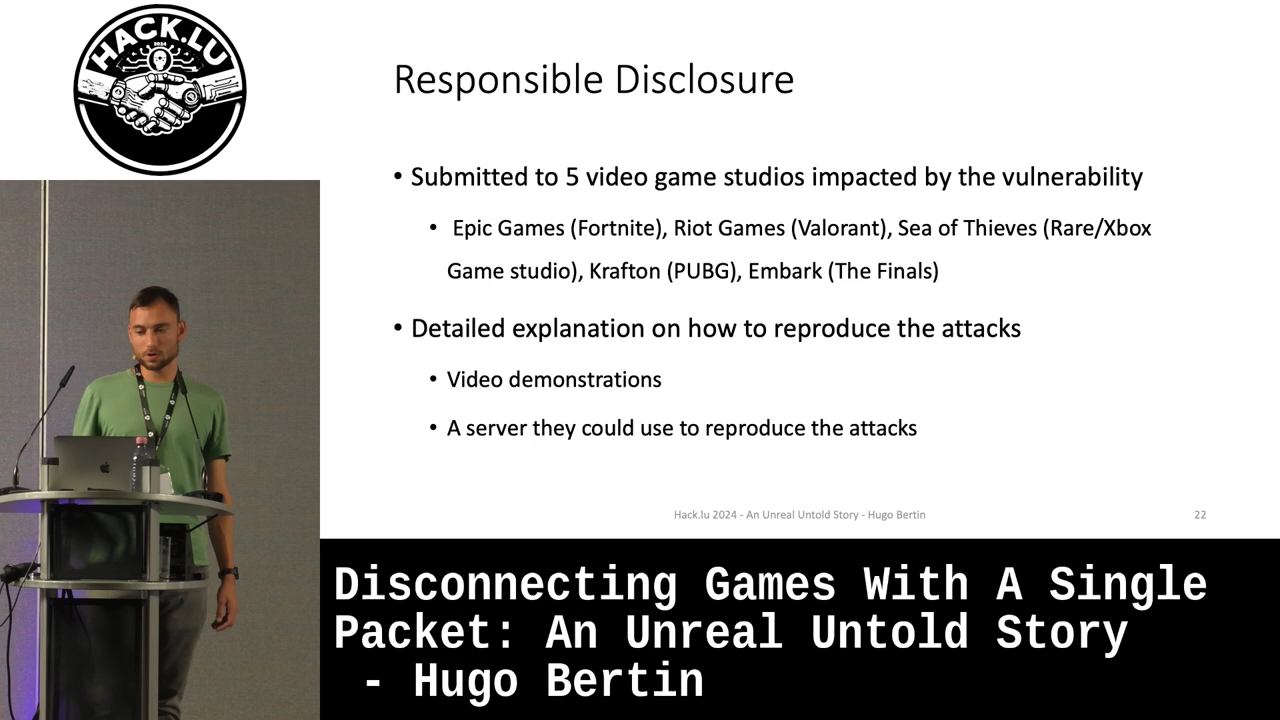 HACK.LU
2024
Responsible Disclosure
• Submitted to 5 video game studios impacted by the vulnerability
• Epic Games (Fortnite), Riot Games (Valorant), Sea of Thieves (Rare/Xbox
Game studio), Krafton (PUBG), Embark (The Finals)
• Detailed explanation on how to reproduce the attacks
• Video demonstrations
• A server they could use to reproduce the attacks
Hack.lu 2024 - An Unreal Untold Story - Hugo Bertin
22
Disconnecting Games With A Single
Packet: An Unreal Untold Story
- Hugo Bertin